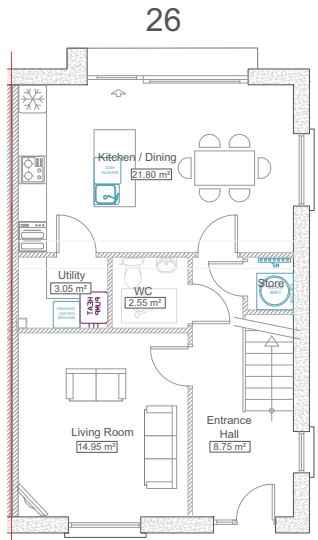 26
Kitchen / Dining
21.80 m²
Utility
3.05 m²
HEAT
PUMP
WC
2.55 m²
Store
Living Room
14.95 m²
Entrance
Hall
8.75 m²